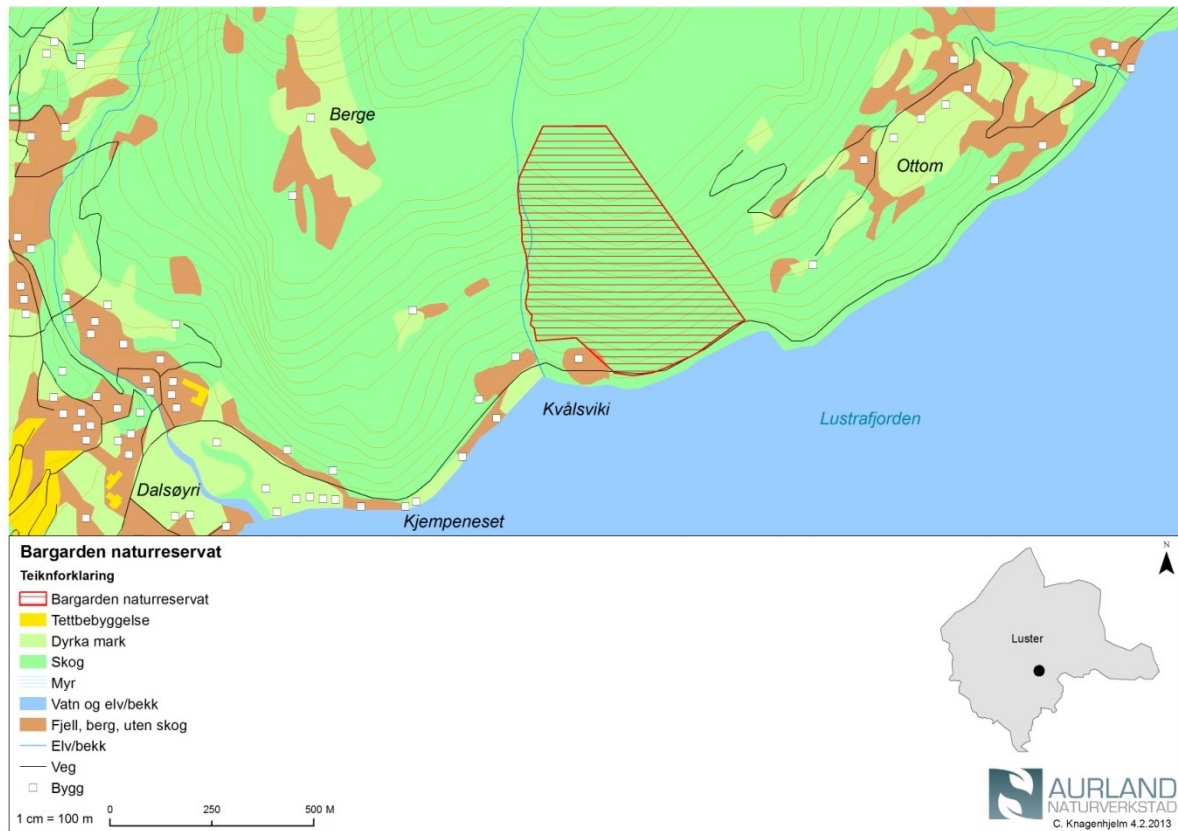 Berge
Ottom
Kvålsviki
Lustrafjorden
Dalsøyri
Kjempeneset
Bargarden naturreservat
Teiknforklaring
Bargarden naturreservat
Tettbebyggelse
Dyrka mark
Skog
Myr
Vatn og elv/bekk
Fjell, berg, uten skog
Elv/bekk
Veg
Bygg
0 250 500 M
1 cm = 100 m
N
Luster
AURLAND
NATURVERKSTAD
C. Knagenhjelm 4.2.2013